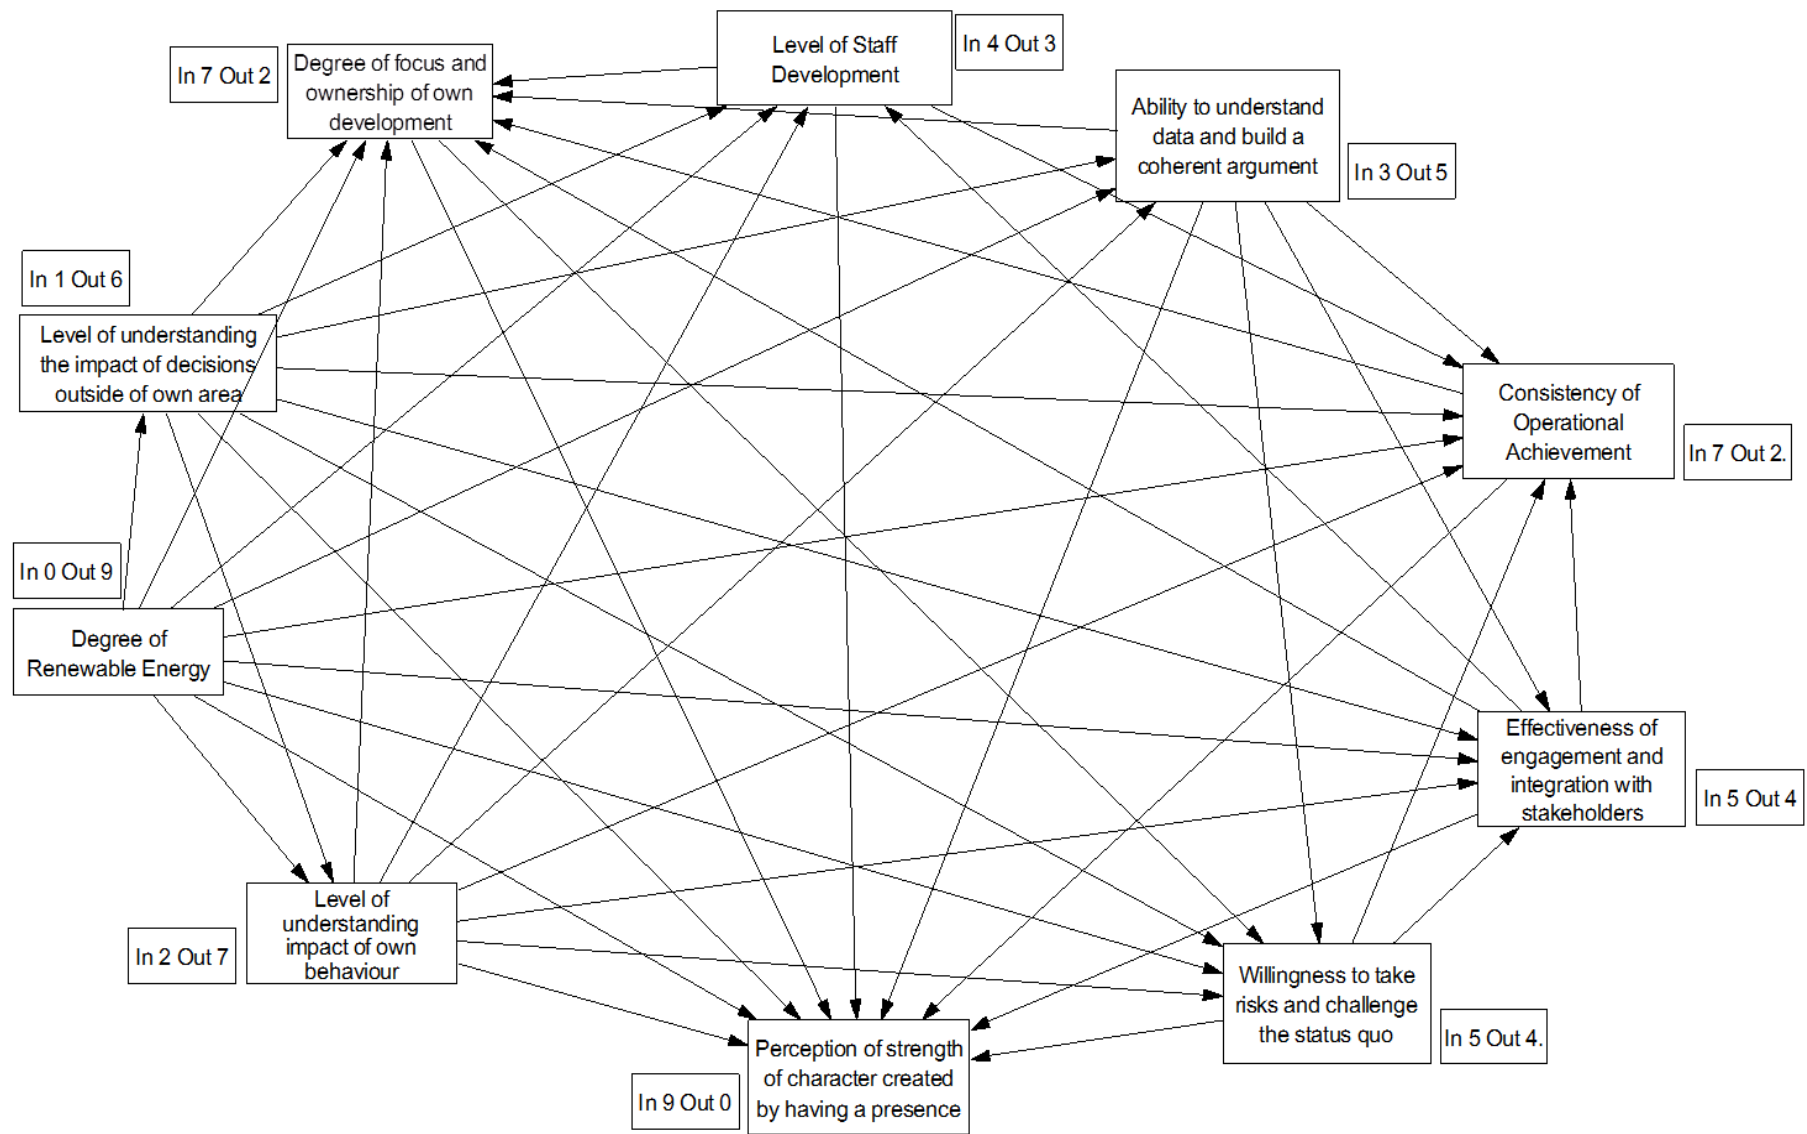 Level of Staff
Development
In 4 Out 3
In 7 Out 2
Degree of focus and
ownership of own
development
Ability to understand
data and build a
coherent argument
In 3 Out 5
In 1 Out 6
Level of understanding
the impact of decisions
outside of own area
Consistency of
Operational
Achievement
In 7 Out 2.
In 0 Out 9
Degree of
Renewable Energy
Effectiveness of
engagement and
integration with
stakeholders
In 5 Out 4
Level of
understanding
impact of own
behaviour
In 2 Out 7
Willingness to take
risks and challenge
the status quo
In 5 Out 4.
Perception of strength
of character created
by having a presence
In 9 Out 0